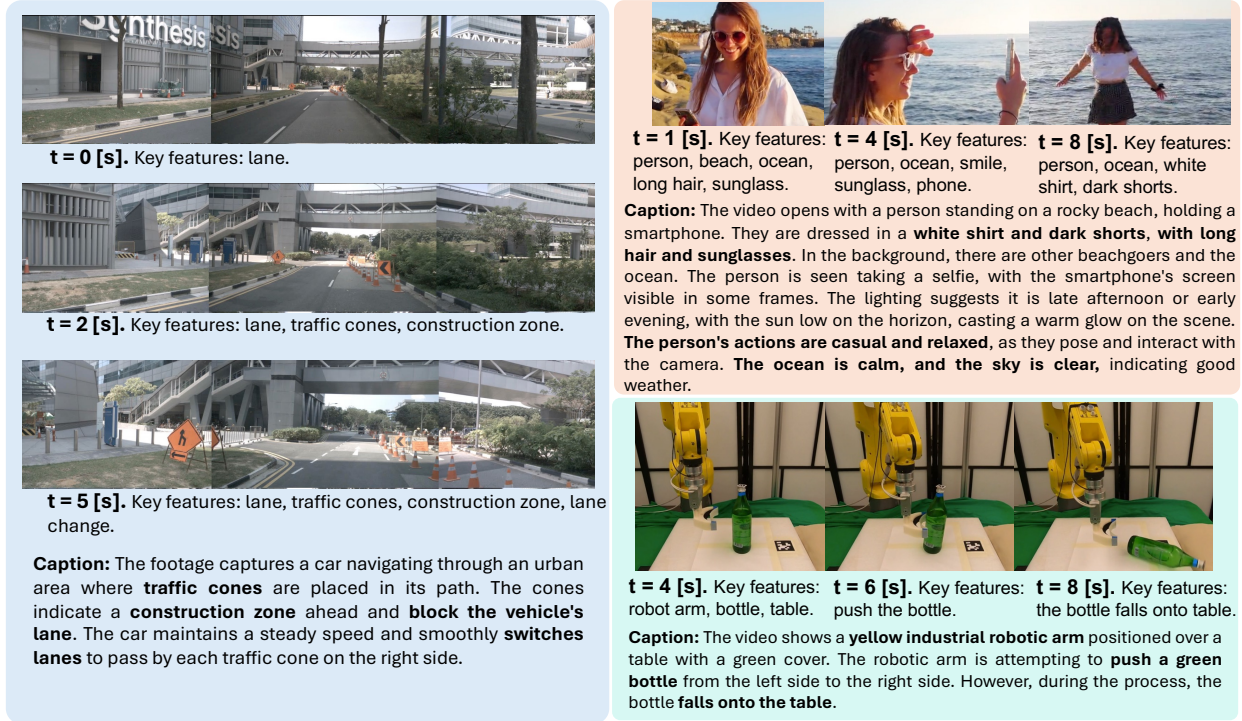 Synthesis
esis
t = 0 [s]. Key features: lane.
t = 2 [s]. Key features: lane, traffic cones, construction zone.
t = 5 [s]. Key features: lane, traffic cones, construction zone, lane
change.
Caption: The footage captures a car navigating through an urban
area where traffic cones are placed in its path. The cones
indicate a construction zone ahead and block the vehicle's
lane. The car maintains a steady speed and smoothly switches
lanes to pass by each traffic cone on the right side.
t = 1 [s]. Key features:
person, beach, ocean,
long hair, sunglass.
t = 4 [s]. Key features:
person, ocean, smile,
sunglass, phone.
t = 8 [s]. Key features:
person, ocean, white
shirt, dark shorts.
Caption: The video opens with a person standing on a rocky beach, holding a
smartphone. They are dressed in a white shirt and dark shorts, with long
hair and sunglasses. In the background, there are other beachgoers and the
ocean. The person is seen taking a selfie, with the smartphone's screen
visible in some frames. The lighting suggests it is late afternoon or early
evening, with the sun low on the horizon, casting a warm glow on the scene.
The person's actions are casual and relaxed, as they pose and interact with
the camera. The ocean is calm, and the sky is clear, indicating good
weather.
t = 4 [s]. Key features:
robot arm, bottle, table.
t = 6 [s]. Key features:
push the bottle.
t = 8 [s]. Key features:
the bottle falls onto table.
Caption: The video shows a yellow industrial robotic arm positioned over a
table with a green cover. The robotic arm is attempting to push a green
bottle from the left side to the right side. However, during the process, the
bottle falls onto the table.